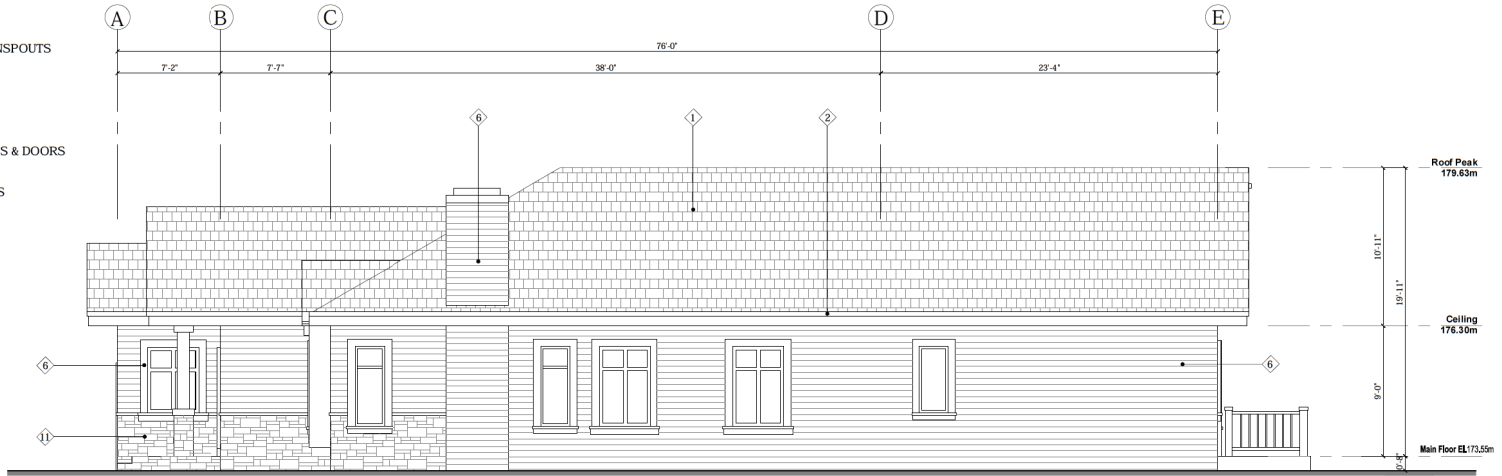 A B C D E
NSPOUTS
76'-0"
7'-2" 7'-7" 38'-0" 23'-4"
6 1 2
S & DOORS
Roof Peak
179.63m
S
10'-11"
19'-11"
Ceiling
176.30m
6 6
9'-0"
11
Main Floor EL173.55m
0'-8"